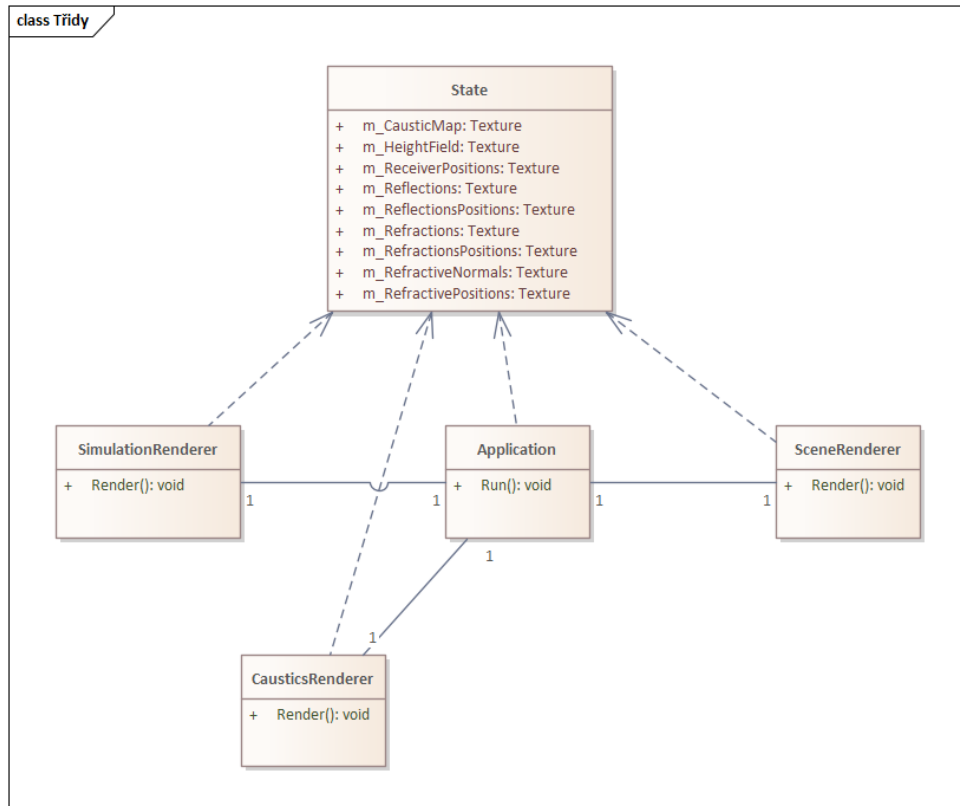 class Třidy
State
+ m_CausticMap: Texture
+ m_HeightField: Texture
+ m_ReceiverPositions: Texture
+ m_Reflections: Texture
+ m_ReflectionsPositions: Texture
+ m_Refractions: Texture
+ m_RefractionsPositions: Texture
+ m_RefractiveNormals: Texture
+ m_RefractivePositions: Texture
SimulationRenderer
+ Render(): void
Application
+ Run(): void
SceneRenderer
+ Render(): void
1
1
1
1
1
1
CausticsRenderer
+ Render(): void